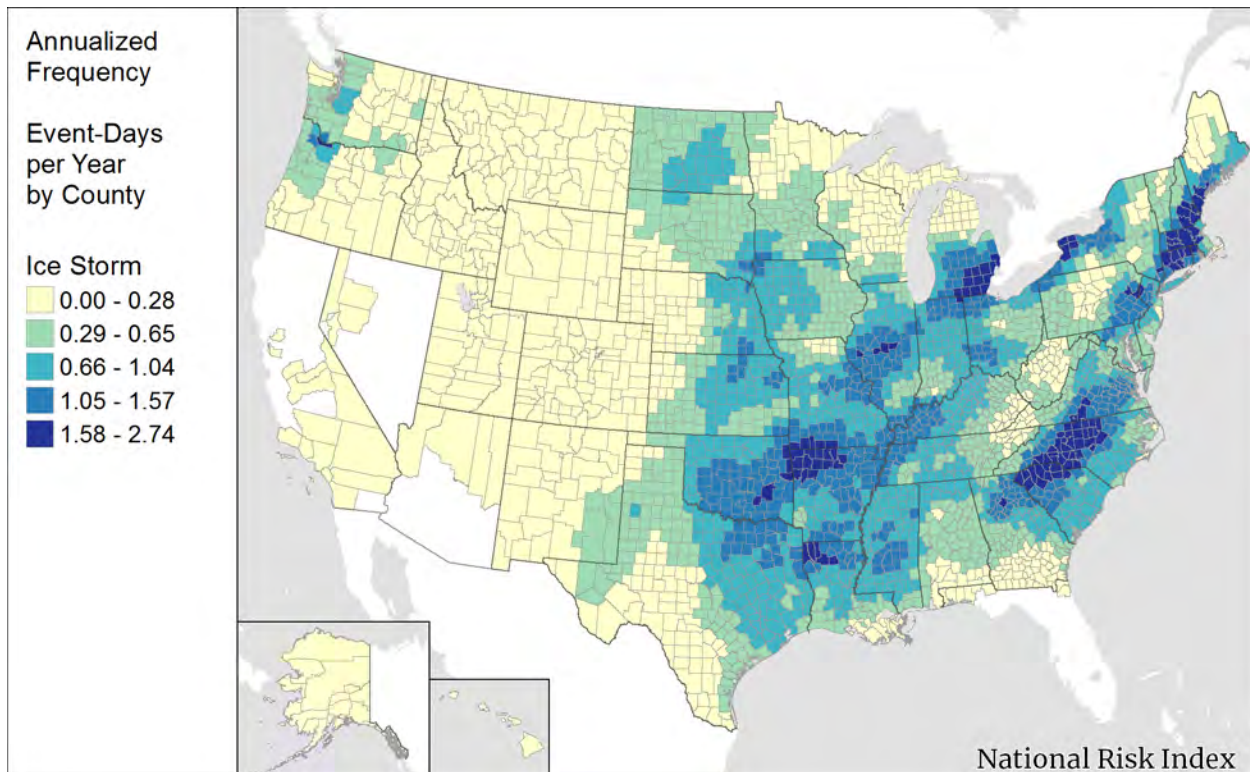 Annualized
Frequency
Event-Days
per Year
by County
Ice Storm
0.00 - 0.28
0.29 - 0.65
0.66 - 1.04
1.05 - 1.57
1.58 - 2.74
National Risk Index